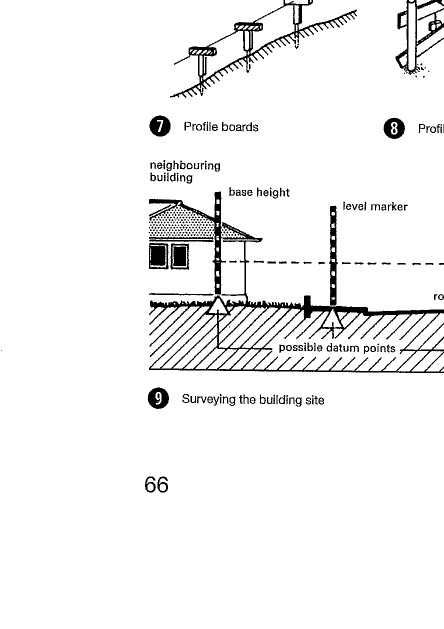 7 Profile boards
8 Profi
neighbouring
building
base height
level marker
ro
possible datum points
9 Surveying the building site
66